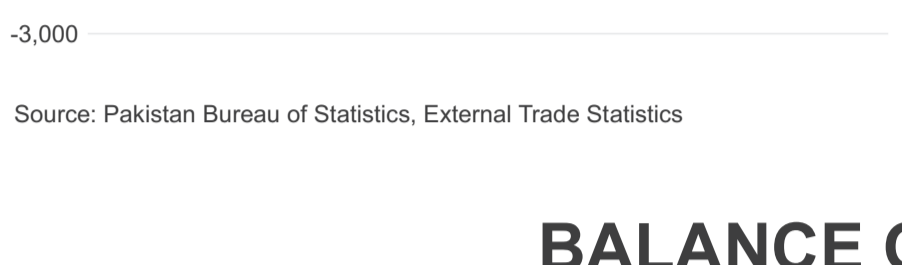 -3,000
Source: Pakistan Bureau of Statistics, External Trade Statistics
BALANCE